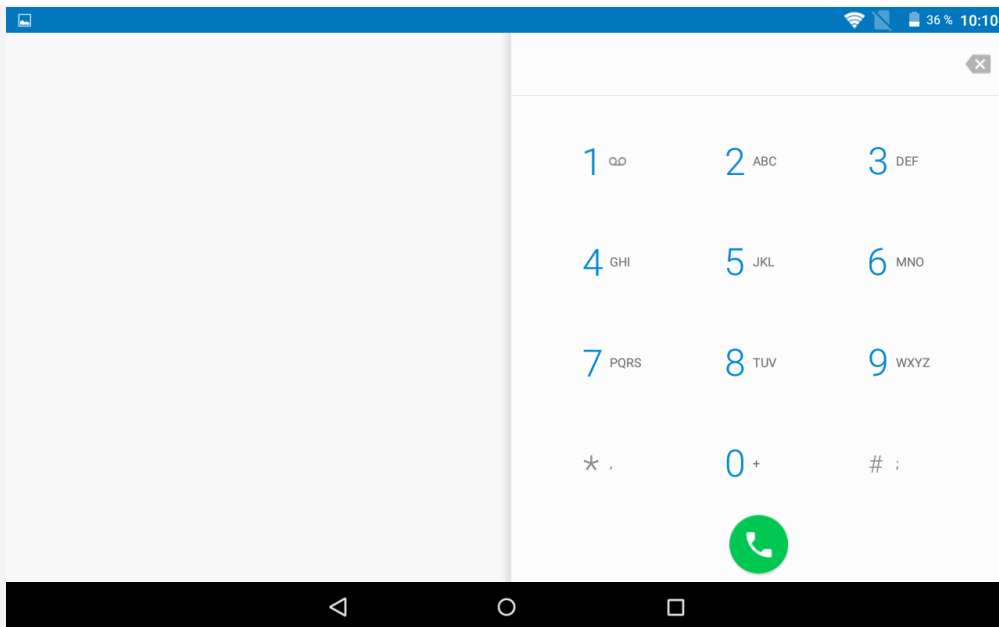 36 % 10:10
1 2 ABC 3 DEF
4 GHI 5 JKL 6 MNO
7 PQRS 8 TUV 9 WXYZ
* , 0 + # ;